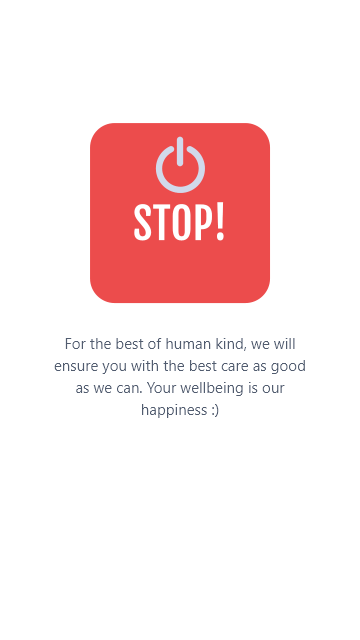 STOP!
For the best of human kind, we will
ensure you with the best care as good
as we can. Your wellbeing is our
happiness :)